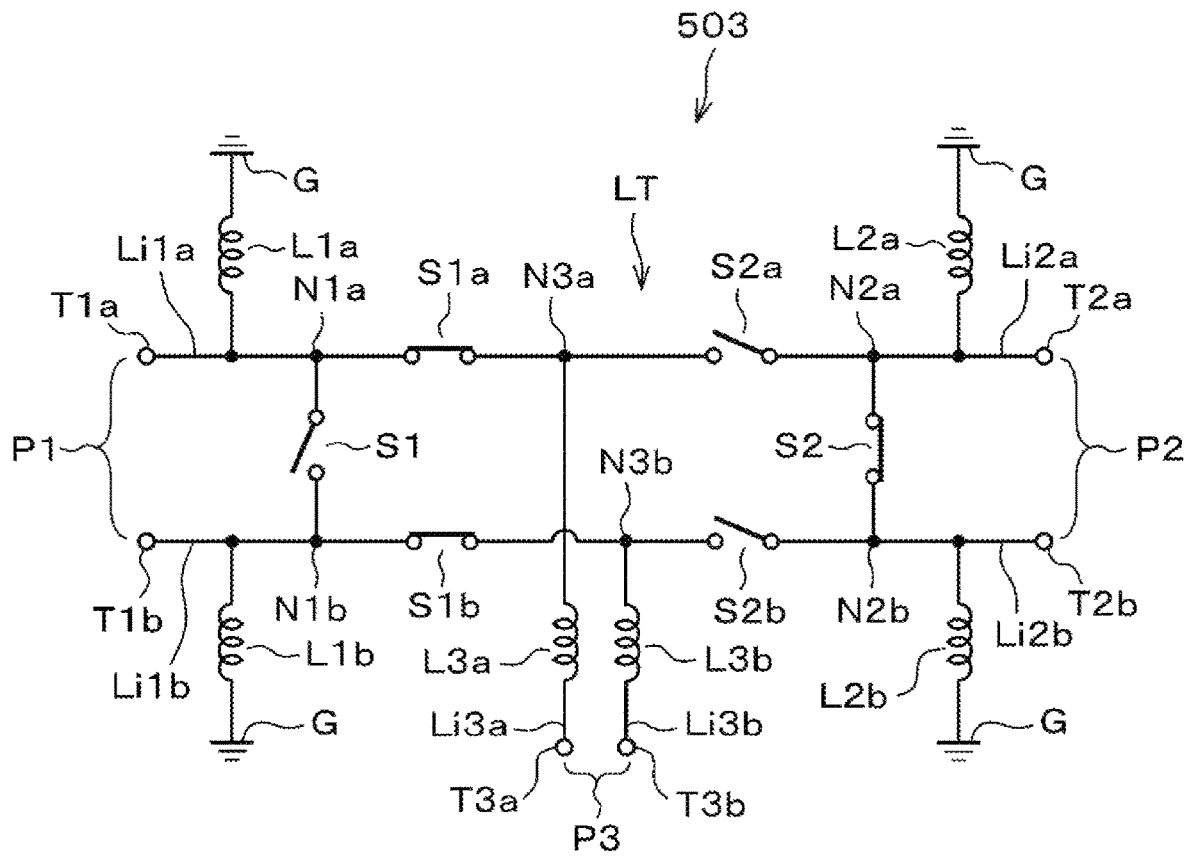 503
G
G
LT
L1a
L2a
Li1a
S2a
Li2a
S1a
N3a
N1a
N2a
T1a
T2a
P1
S1
S2
P2
N3b
T1b
N1b
S1b
S2b
N2b
T2b
L1b
L3a
L3b
Li2b
Li1b
L2b
G
Li3a
Li3b
G
T3a
T3b
P3